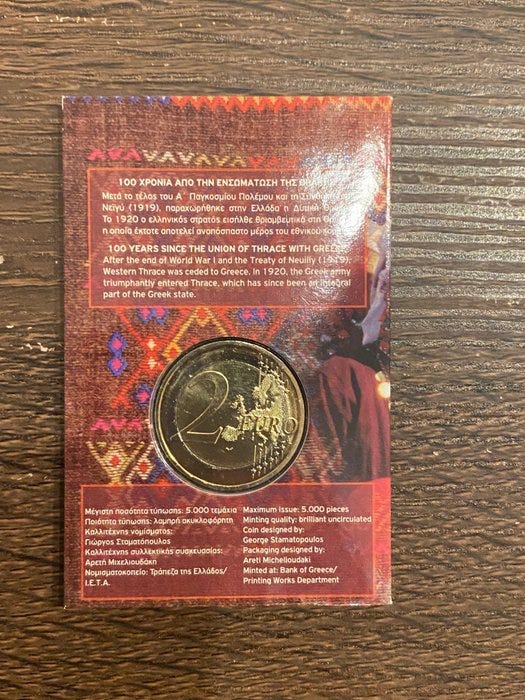 100 ΧΡΟΝΙΑ ΑΠΟ ΤΗΝ ΕΝΣΩΜΑΤΩΣΗ ΤΗΣ
Μετά το τέλος του Α΄ Παγκοσμίου Πολέμου και τη
Νεϊγύ (1919), παραχωρήθηκε στην Ελλάδα η Δυτική
Το 1920 ο ελληνικός στρατός εισήλθε θριαμβευτικά στη
η οποία έκτοτε αποτελεί αναπόσπαστο μέρος του εθνικού
100 YEARS SINCE THE UNION OF THRACE WITH GREECE
After the end of World War I and the Treaty of Neuilly (1919),
Western Thrace was ceded to Greece. In 1920, the Greek army
triumphantly entered Thrace, which has since been an integral
part of the Greek state.
2 EURO
Μέγιστη ποσότητα τύπωσης: 5.000 τεμάχια
Ποιότητα τύπωσης: λαμπρή ακυκλοφόρητη
Καλλιτέχνης νομίσματος:
Γιώργος Σταματόπουλος
Καλλιτέχνης συλλεκτικής συσκευασίας:
Αρετή Μιχελιουδάκη
Νομισματοκοπείο: Τράπεζα της Ελλάδος/
Ι.Ε.Τ.Α.
Maximum issue: 5.000 pieces
Minting quality: brilliant uncirculated
Coin designed by:
George Stamatopoulos
Packaging designed by:
Areti Michelioudaki
Minted at: Bank of Greece/
Printing Works Department